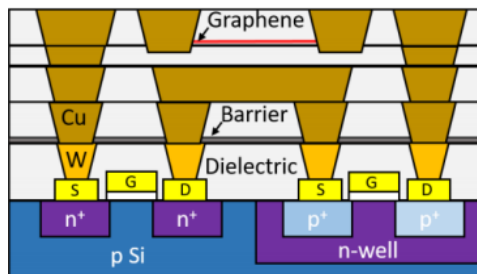 Graphene
Cu
Barrier
W
Dielectric
S
G
D
S
G
D
n+
n+
p+
p+
p Si
n-well